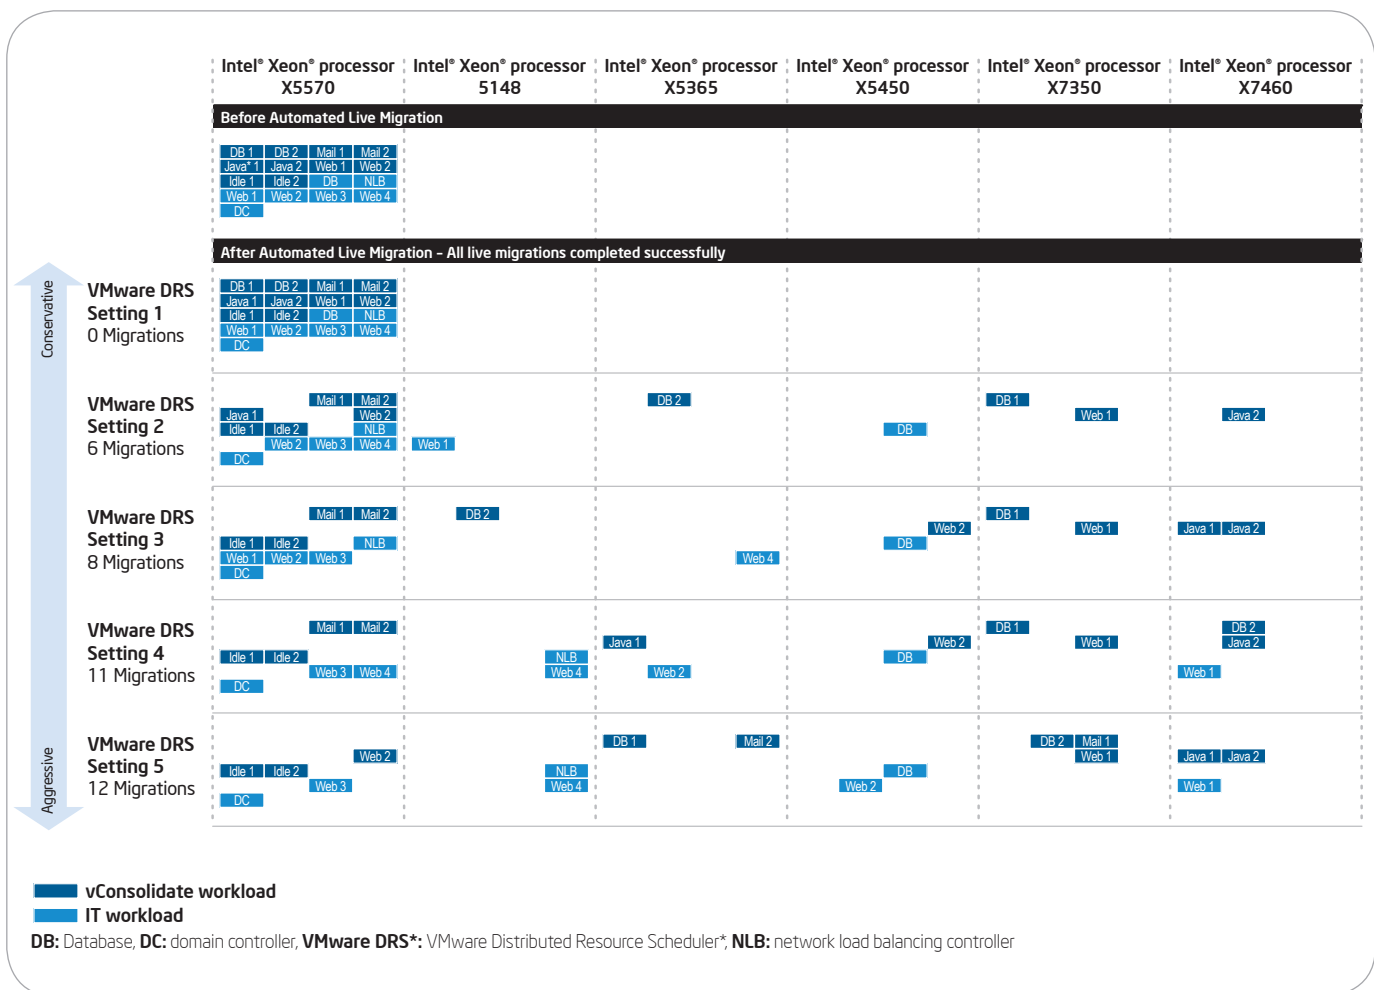 Intel® Xeon® processor X5570
Intel® Xeon® processor 5148
Intel® Xeon® processor X5365
Intel® Xeon® processor X5450
Intel® Xeon® processor X7350
Intel® Xeon® processor X7460
Before Automated Live Migration
DB 1 DB 2 Mail 1 Mail 2
Java* 1 Java 2 Web 1 Web 2
Idle 1 Idle 2 DB NLB
Web 1 Web 2 Web 3 Web 4
DC
After Automated Live Migration – All live migrations completed successfully
Conservative
Aggressive
VMware DRS
Setting 1
0 Migrations
DB 1 DB 2 Mail 1 Mail 2
Java 1 Java 2 Web 1 Web 2
Idle 1 Idle 2 DB NLB
Web 1 Web 2 Web 3 Web 4
DC
VMware DRS
Setting 2
6 Migrations
Mail 1 Mail 2 DB 2 DB 1
Java 1 Web 2 Web 1 Java 2
Idle 1 Idle 2 NLB DB
Web 2 Web 3 Web 4 Web 1
DC
VMware DRS
Setting 3
8 Migrations
Mail 1 Mail 2 DB 2 DB 1
Web 2 Web 1 Java 1 Java 2
Idle 1 Idle 2 NLB DB
Web 1 Web 2 Web 3 Web 4
DC
VMware DRS
Setting 4
11 Migrations
Mail 1 Mail 2 DB 1 DB 2
Java 1 Web 2 Web 1 Java 2
Idle 1 Idle 2 NLB DB
Web 3 Web 4 Web 4 Web 2 Web 1
DC
VMware DRS
Setting 5
12 Migrations
DB 1 Mail 2 DB 2 Mail 1
Web 2 Web 1 Java 1 Java 2
Idle 1 Idle 2 NLB DB
Web 3 Web 4 Web 2 Web 1
DC
vConsolidate workload
IT workload
DB: Database, DC: domain controller, VMware DRS*: VMware Distributed Resource Scheduler*, NLB: network load balancing controller